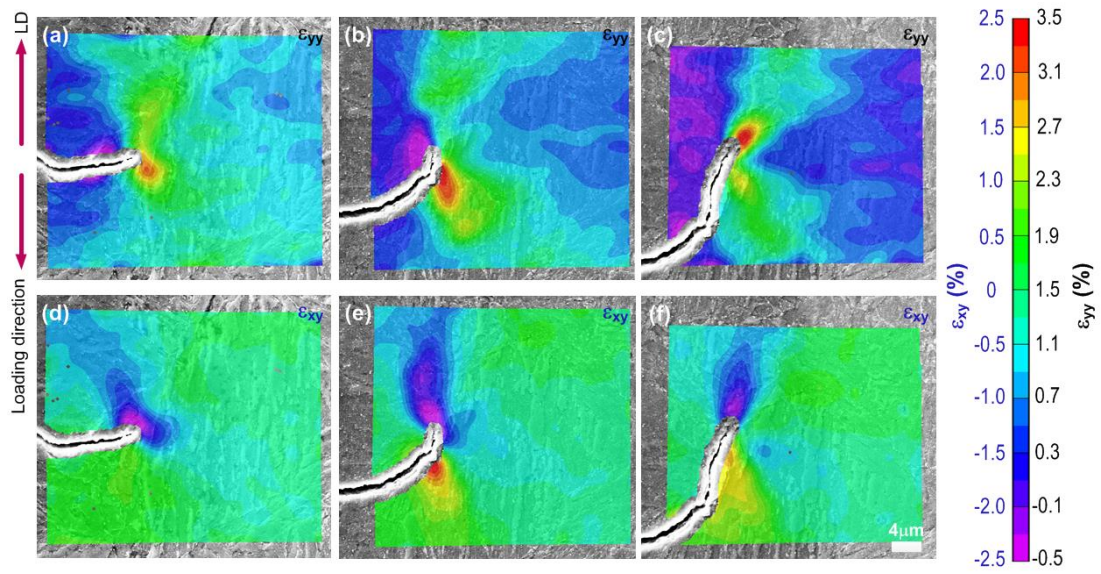 LD
Loading direction
(a)
εyy
(b)
εyy
(c)
εyy
(d)
εxy
(e)
εxy
(f)
εxy
4μm
2.5
2.0
1.5
1.0
0.5
0
-0.5
-1.0
-1.5
-2.0
-2.5
εxy (%)
3.5
3.1
2.7
2.3
1.9
1.5
1.1
0.7
0.3
-0.1
-0.5
εyy (%)